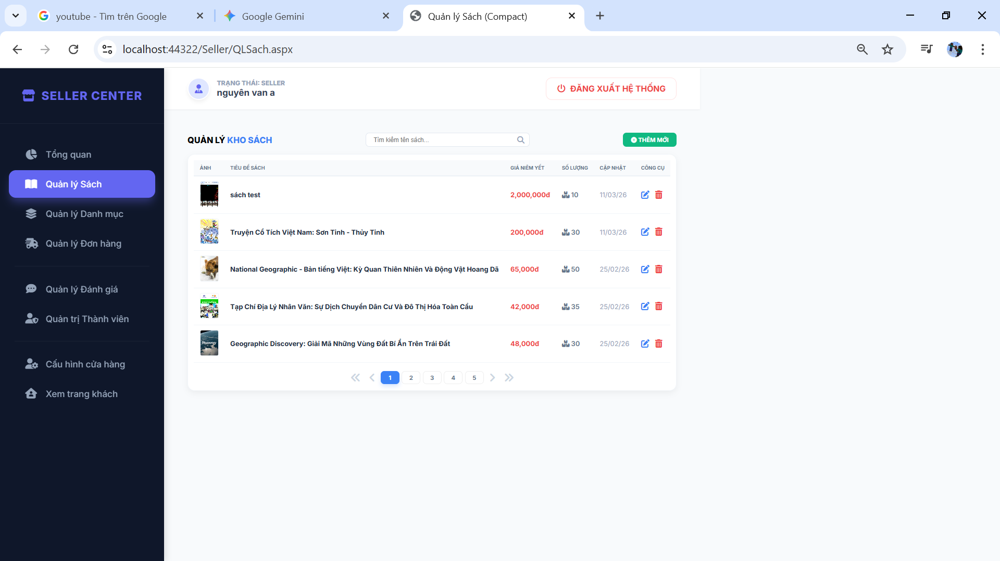 youtube - Tìm trên Google
Google Gemini
Quản lý Sách (Compact)
localhost:44322/Seller/QLSach.aspx
SELLER CENTER
TRẠNG THÁI: SELLER
nguyên van a
ĐĂNG XUẤT HỆ THỐNG
Tổng quan
Quản lý Sách
Quản lý Danh mục
Quản lý Đơn hàng
Quản lý Đánh giá
Quản trị Thành viên
Cấu hình cửa hàng
Xem trang khách
QUẢN LÝ KHO SÁCH
Tìm kiếm tên sách...
THÊM MỚI
ẢNH TIÊU ĐỀ SÁCH GIÁ NIÊM YẾT SỐ LƯỢNG CẬP NHẬT CÔNG CỤ
sách test 2,000,000đ 10 11/03/26
Truyện Cổ Tích Việt Nam: Sơn Tinh - Thủy Tinh 200,000đ 30 11/03/26
National Geographic - Bản tiếng Việt: Kỳ Quan Thiên Nhiên Và Động Vật Hoang Dã 65,000đ 50 25/02/26
Tạp Chí Địa Lý Nhân Văn: Sự Dịch Chuyển Dân Cư Và Đô Thị Hóa Toàn Cầu 42,000đ 35 25/02/26
Discovery
Geographic Discovery: Giải Mã Những Vùng Đất Bí Ẩn Trên Trái Đất 48,000đ 30 25/02/26
1 2 3 4 5